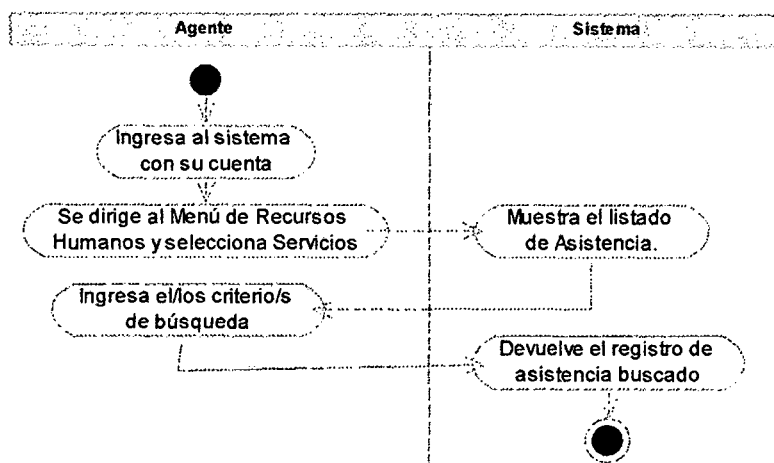 Agente
Sistema
Ingresa al sistema
con su cuenta
Se dirige al Menú de Recursos
Humanos y selecciona Servicios
Muestra el listado
de Asistencia.
Ingresa el/los criterio/s
de búsqueda
Devuelve el registro de
asistencia buscado